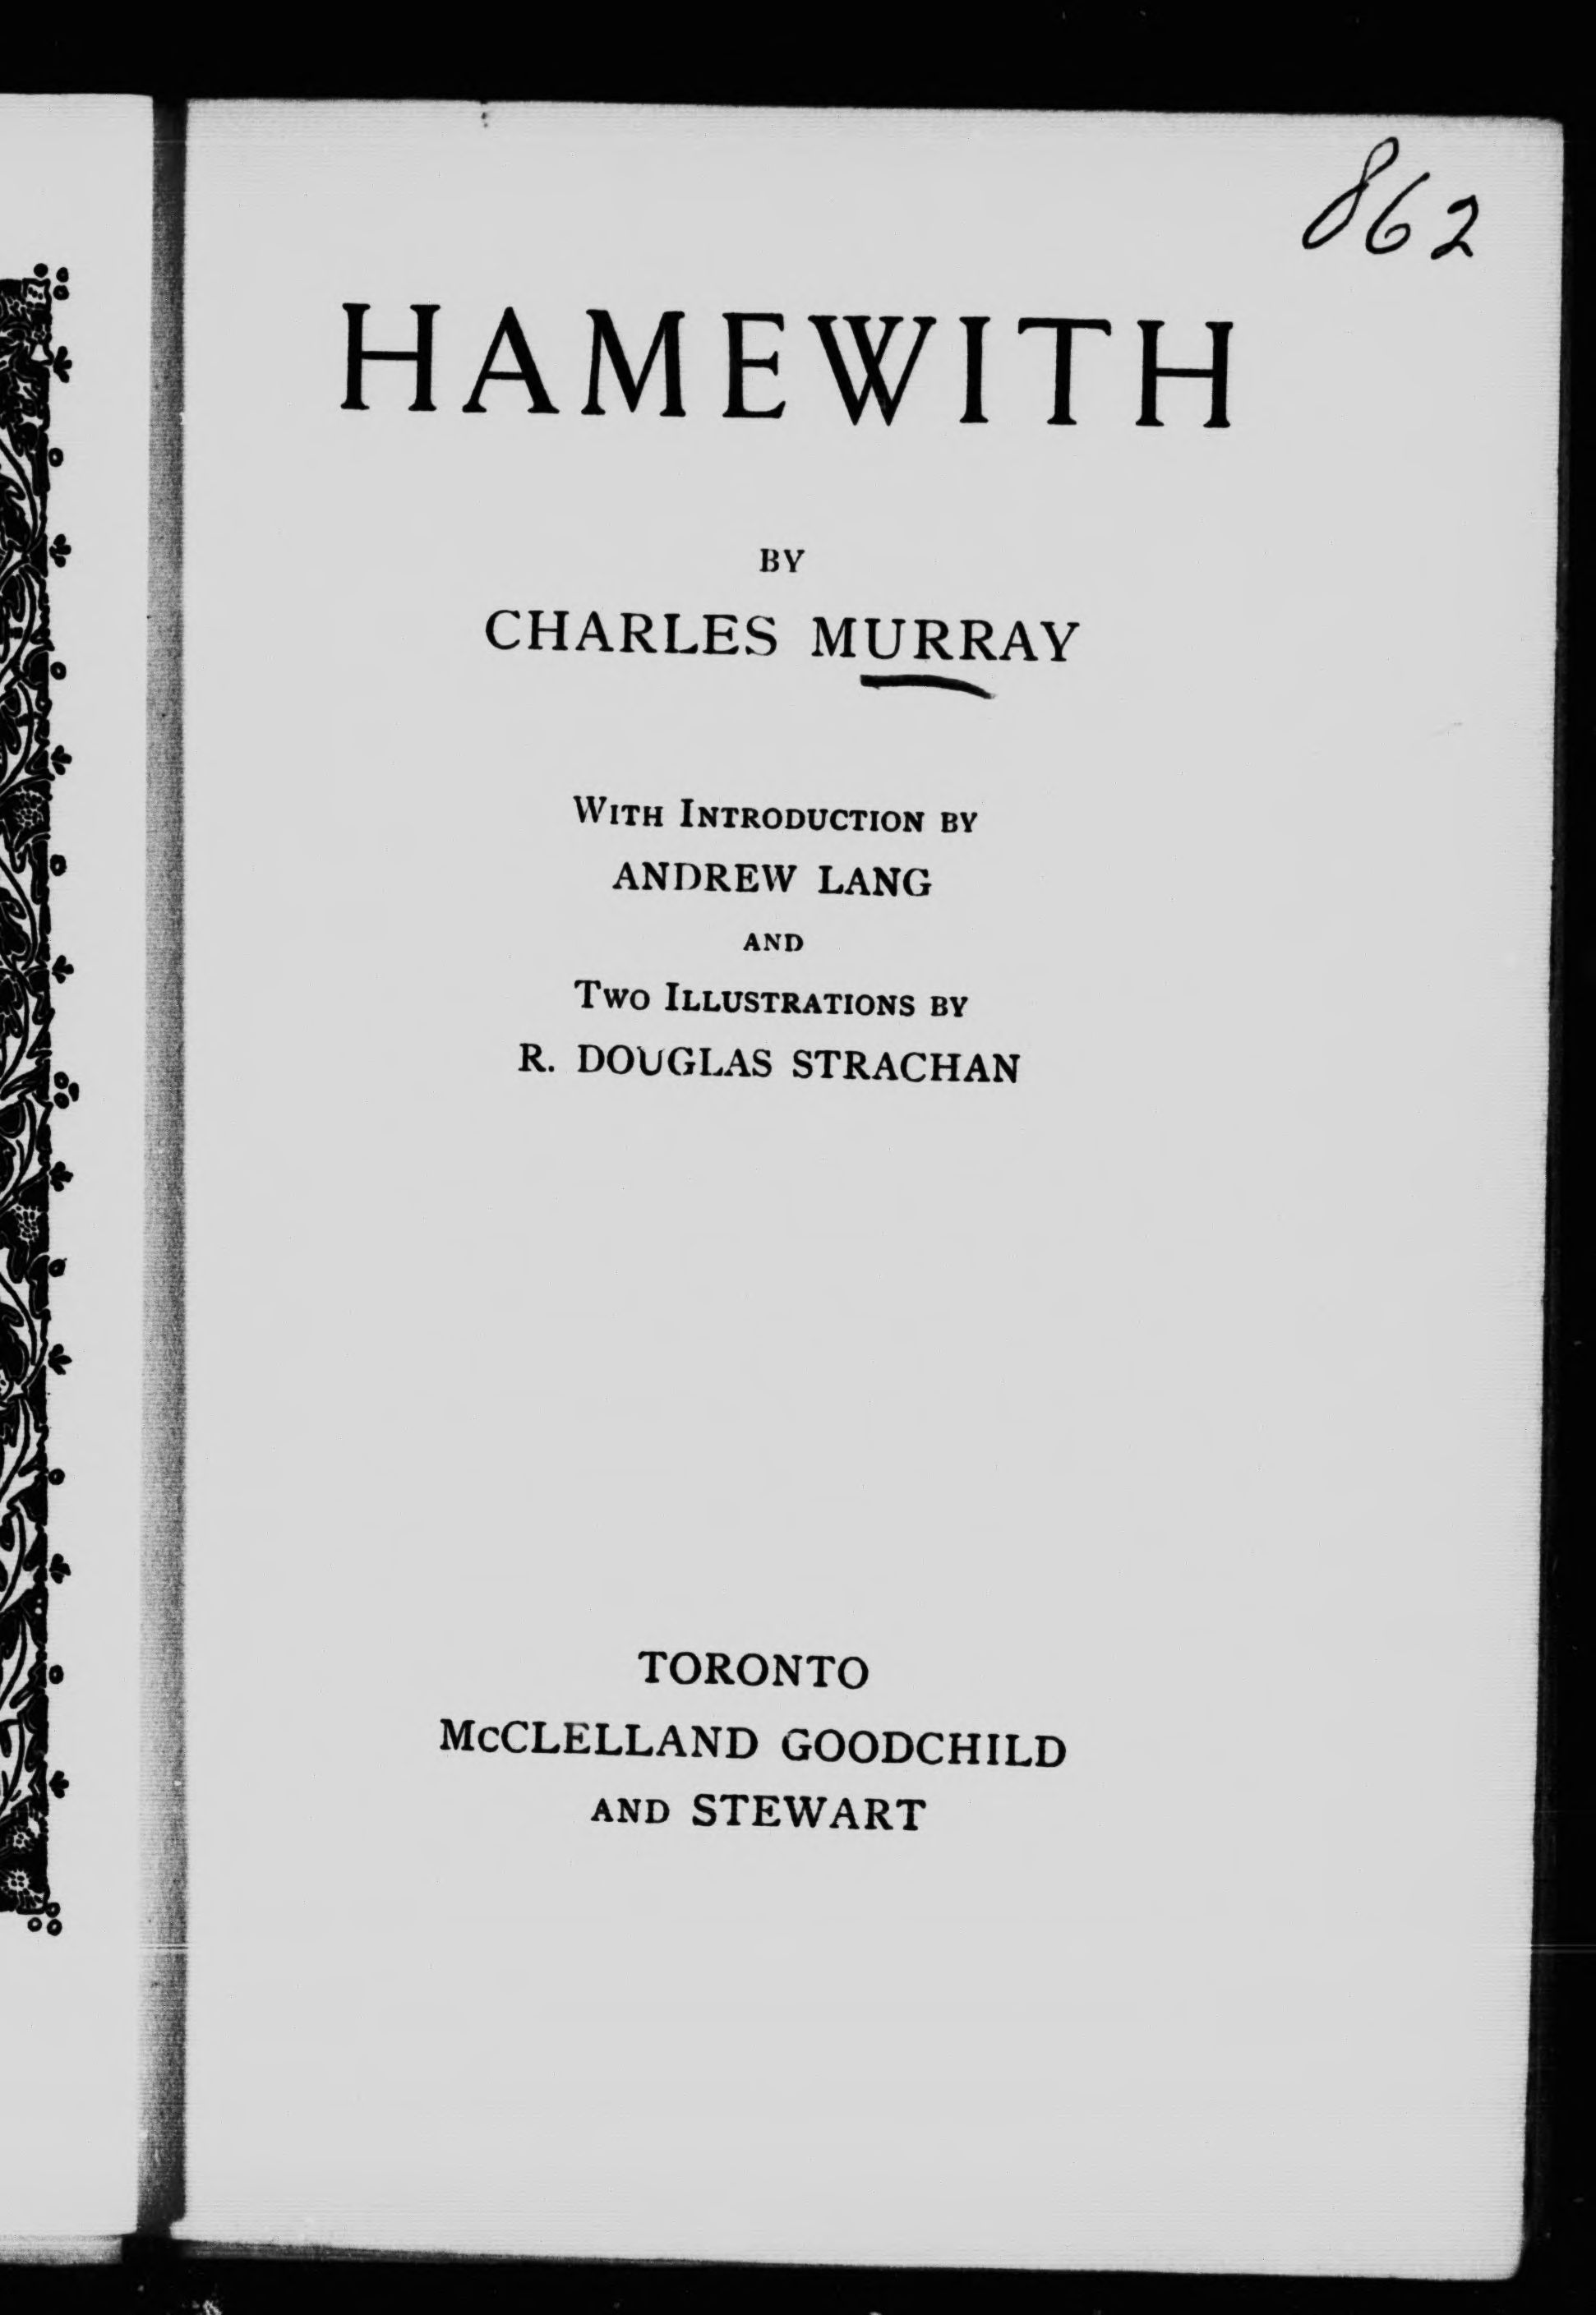 862
HAMEWITH
BY
CHARLES MURRAY
WITH INTRODUCTION BY
ANDREW LANG
AND
TWO ILLUSTRATIONS BY
R. DOUGLAS STRACHAN
TORONTO
McCLELLAND GOODCHILD
AND STEWART